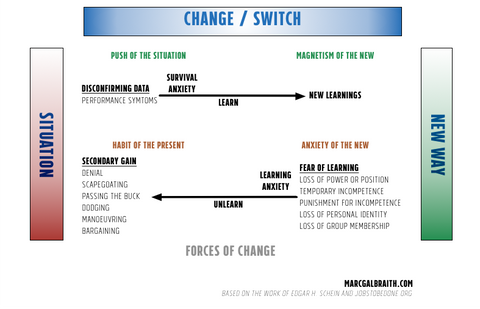 CHANGE / SWITCH
PUSH OF THE SITUATION
MAGNETISM OF THE NEW
SURVIVAL
ANXIETY
DISCONFIRMING DATA
PERFORMANCE SYMTOMS
LEARN
NEW LEARNINGS
SITUATION
NEW WAY
HABIT OF THE PRESENT
ANXIETY OF THE NEW
SECONDARY GAIN
DENIAL
SCAPEGOATING
PASSING THE BUCK
DODGING
MANOEUVRING
BARGAINING
LEARNING
ANXIETY
UNLEARN
FEAR OF LEARNING
LOSS OF POWER OR POSITION
TEMPORARY INCOMPETENCE
PUNISHMENT FOR INCOMPETENCE
LOSS OF PERSONAL IDENTITY
LOSS OF GROUP MEMBERSHIP
FORCES OF CHANGE
MARCGALBRAITH.COM
BASED ON THE WORK OF EDGAR H. SCHEIN AND JOBSTOBEDONE.ORG